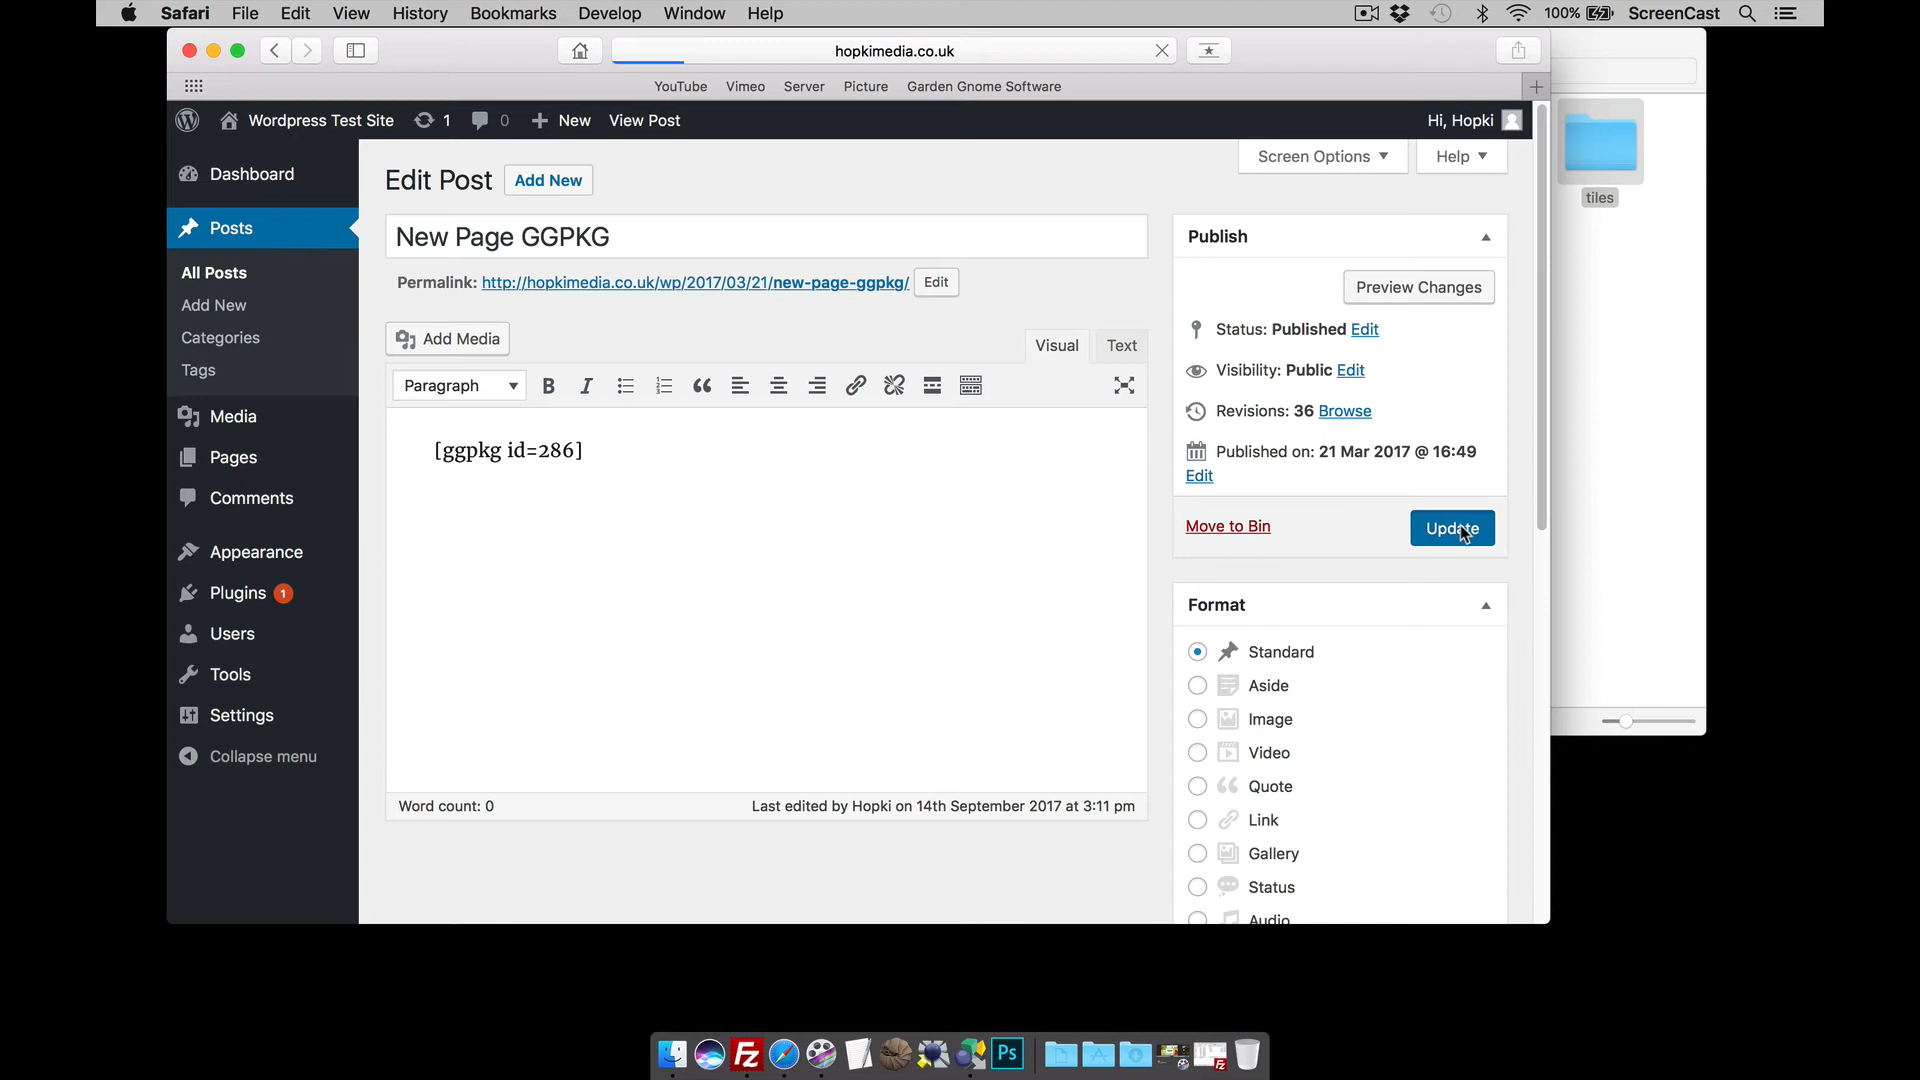 Safari File Edit View History Bookmarks Develop Window Help 100% ScreenCast
hopkimedia.co.uk
YouTube Vimeo Server Picture Garden Gnome Software
Wordpress Test Site 1 0 New View Post Hi, Hopki
Screen Options Help
Dashboard
Posts
All Posts
Add New
Categories
Tags
Media
Pages
Comments
Appearance
Plugins 1
Users
Tools
Settings
Collapse menu
Edit Post Add New
New Page GGPKG
Permalink: http://hopkimedia.co.uk/wp/2017/03/21/new-page-ggpkg/ Edit
Add Media
Visual Text
Paragraph B I
[ggpkg id=286]
Word count: 0 Last edited by Hopki on 14th September 2017 at 3:11 pm
Publish
Preview Changes
Status: Published Edit
Visibility: Public Edit
Revisions: 36 Browse
Published on: 21 Mar 2017 @ 16:49
Edit
Move to Bin Update
Format
Standard
Aside
Image
Video
Quote
Link
Gallery
Status
Audio
tiles
Fz Ps